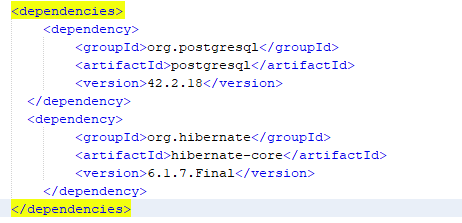 <dependencies>
<dependency>
<groupId>org.postgresql</groupId>
<artifactId>postgresql</artifactId>
<version>42.2.18</version>
</dependency>
<dependency>
<groupId>org.hibernate</groupId>
<artifactId>hibernate-core</artifactId>
<version>6.1.7.Final</version>
</dependency>
</dependencies>